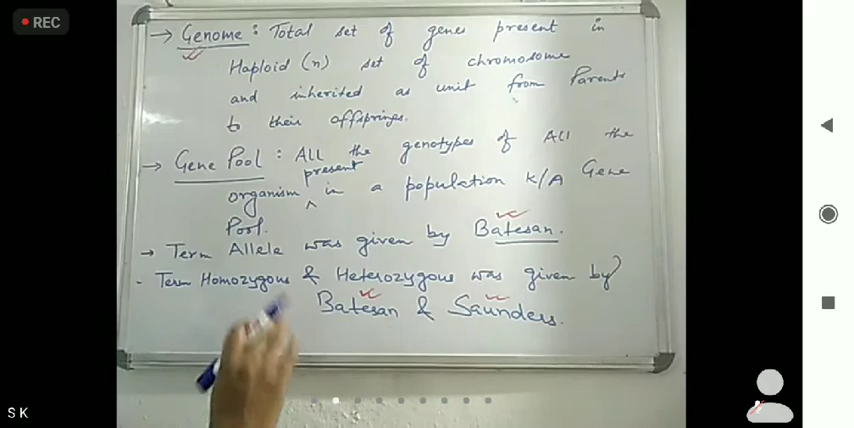 REC
→ Genome : Total set of genes present in
Haploid (n) set of chromosome
and inherited as unit from Parents
to their offsprings.
→ Gene Pool : All the genotypes of All the
present
organism ^ in a population K/A Gene
Pool.
→ Term Allele was given by Batesan.
- Term Homozygous & Heterozygous was given by
Batesan & Saunders.
S K